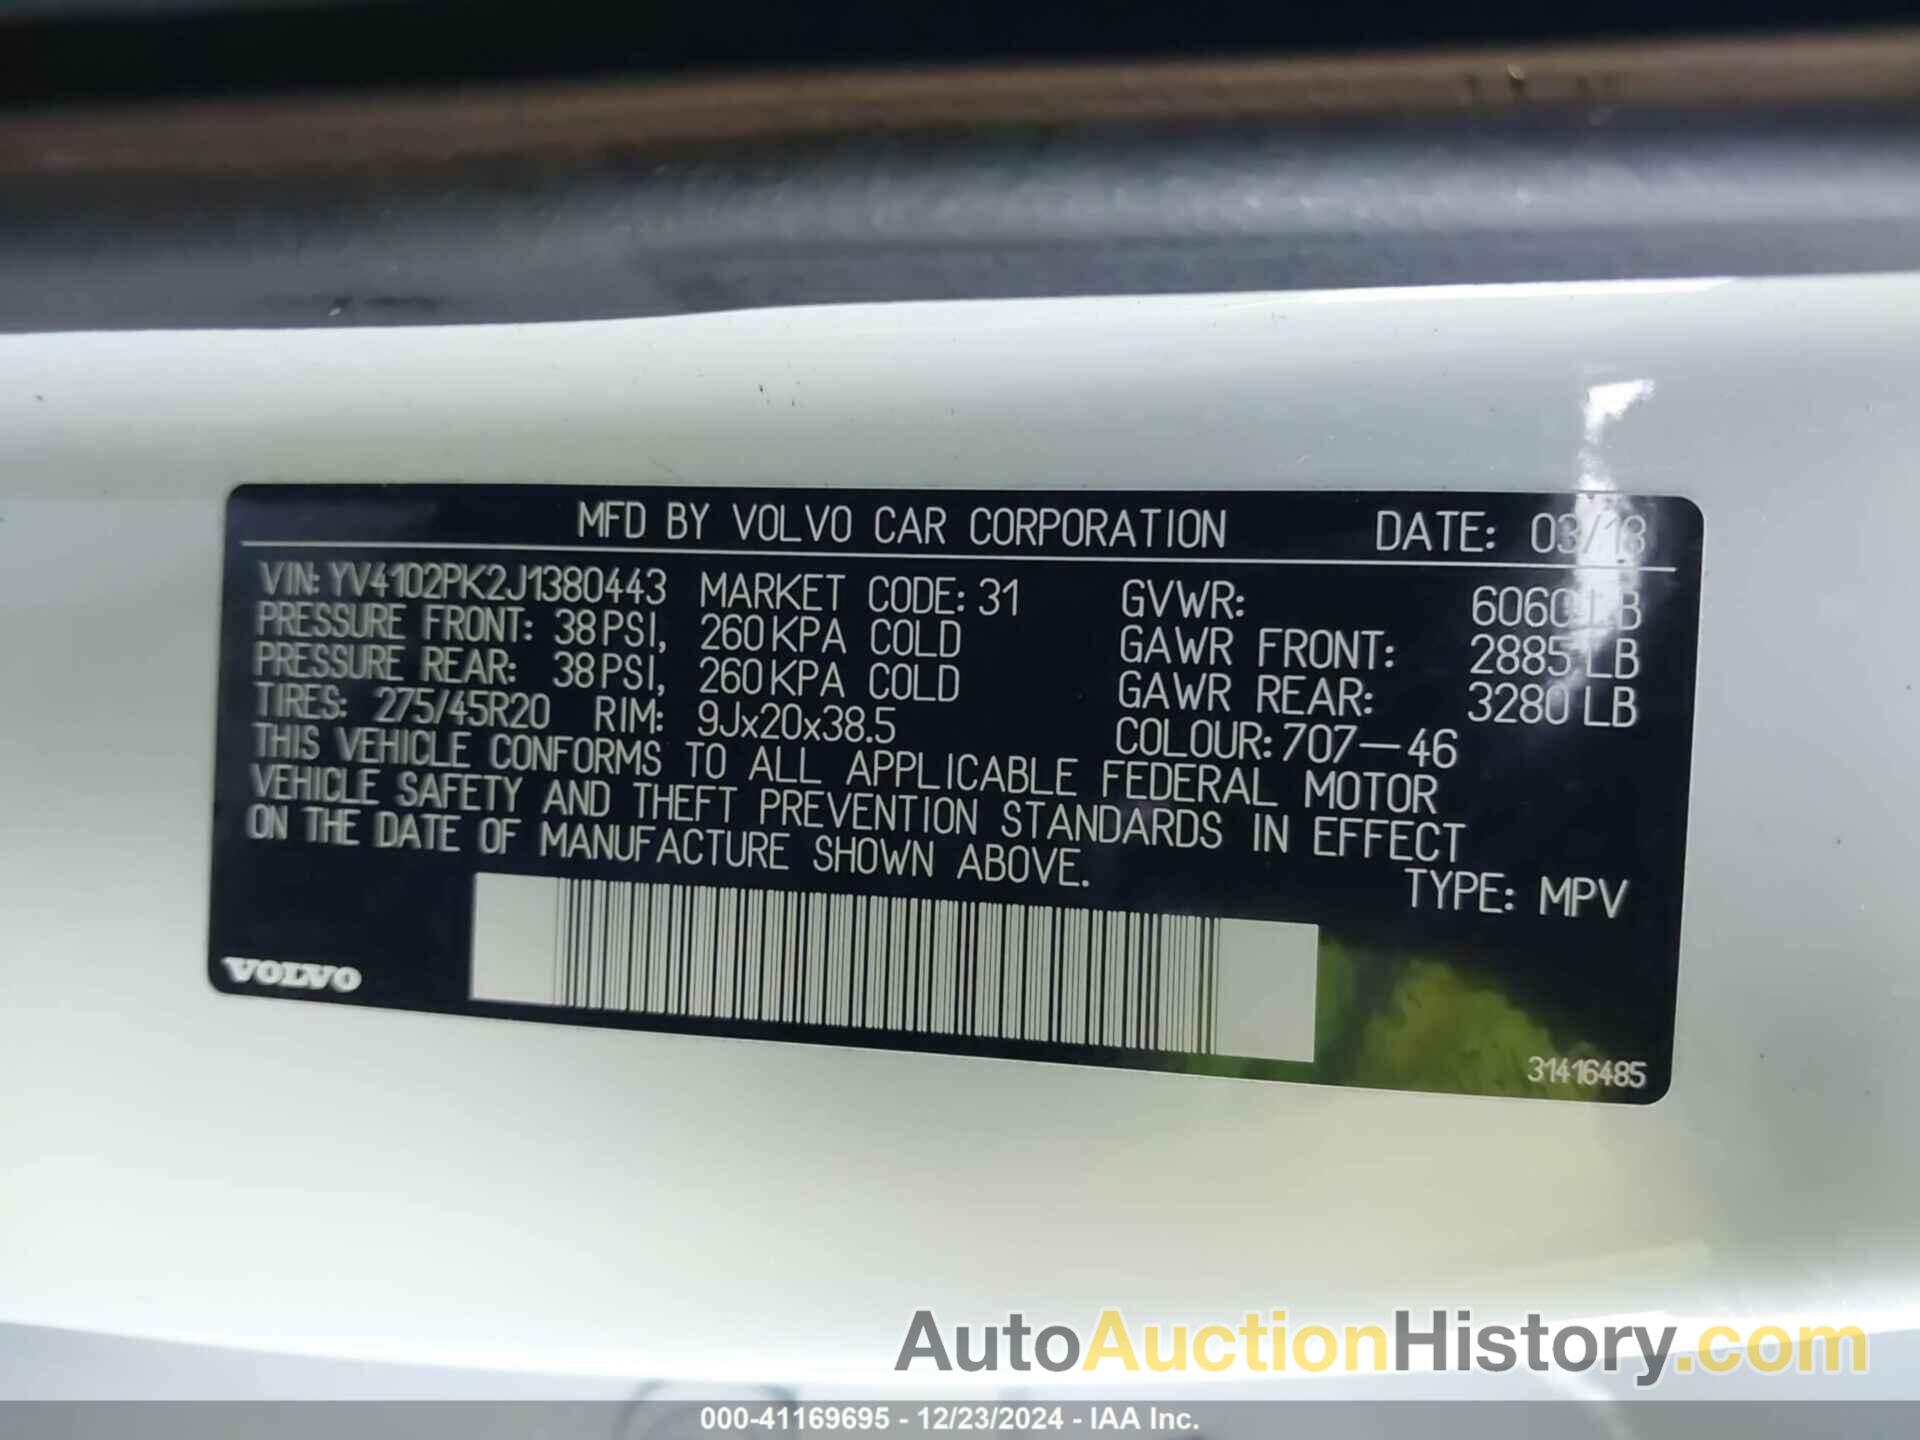 MFD BY VOLVO CAR CORPORATION DATE: 03/18
VIN: YV4102PK2J1380443 MARKET CODE: 31 GVWR: 6060 LB
PRESSURE FRONT: 38 PSI, 260 KPA COLD GAWR FRONT: 2885 LB
PRESSURE REAR: 38 PSI, 260 KPA COLD GAWR REAR: 3280 LB
TIRES: 275/45R20 RIM: 9Jx20x38.5 COLOUR: 707-46
THIS VEHICLE CONFORMS TO ALL APPLICABLE FEDERAL MOTOR
VEHICLE SAFETY AND THEFT PREVENTION STANDARDS IN EFFECT
ON THE DATE OF MANUFACTURE SHOWN ABOVE.
TYPE: MPV
VOLVO
31416485
AutoAuctionHistory.com
000-41169695 - 12/23/2024 - IAA Inc.